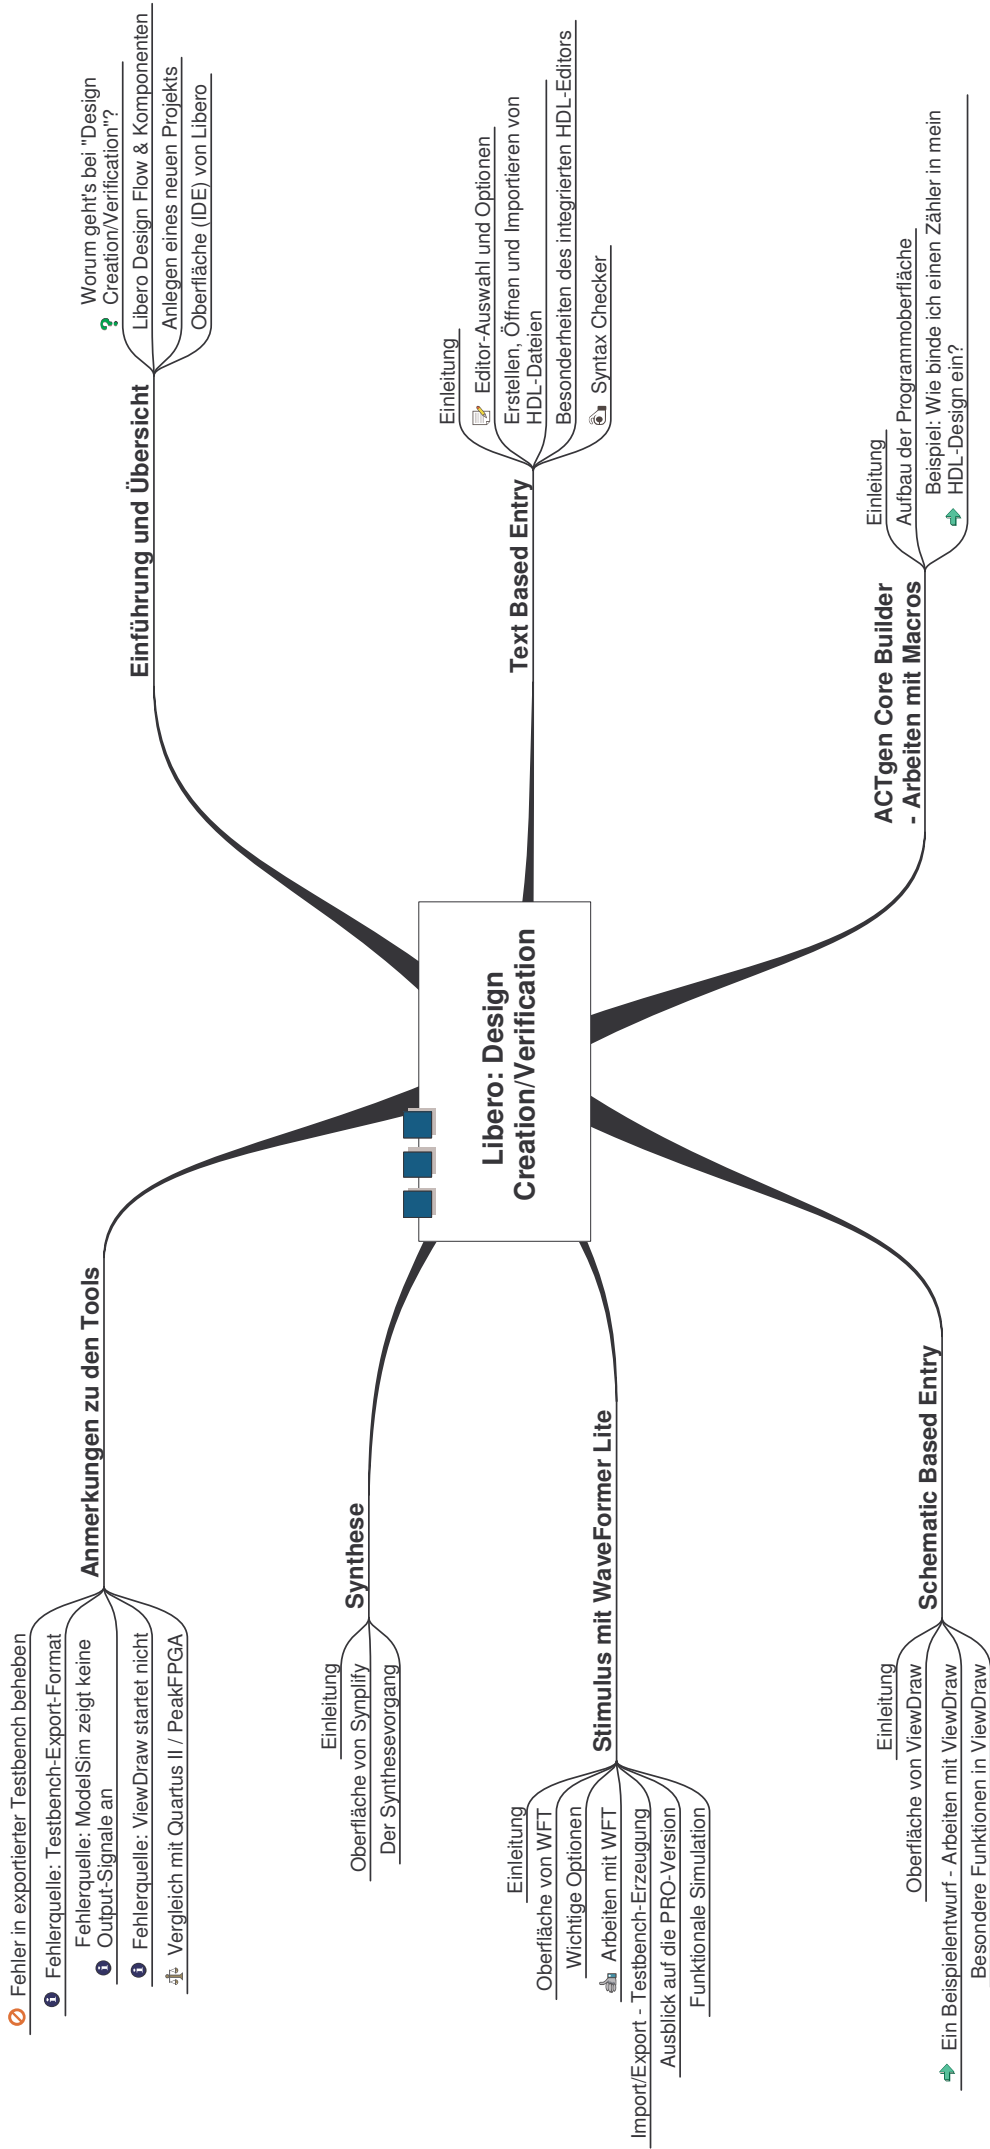 Libero: Design
Creation/Verification
Einführung und Übersicht
Worum geht's bei "Design
Creation/Verification"?
Libero Design Flow & Komponenten
Anlegen eines neuen Projekts
Oberfläche (IDE) von Libero
Text Based Entry
Einleitung
Editor-Auswahl und Optionen
Erstellen, Öffnen und Importieren von
HDL-Dateien
Besonderheiten des integrierten HDL-Editors
Syntax Checker
ACTgen Core Builder
- Arbeiten mit Macros
Einleitung
Aufbau der Programmoberfläche
Beispiel: Wie binde ich einen Zähler in mein
HDL-Design ein?
Schematic Based Entry
Einleitung
Oberfläche von ViewDraw
Ein Beispielentwurf - Arbeiten mit ViewDraw
Besondere Funktionen in ViewDraw
Stimulus mit WaveFormer Lite
Einleitung
Oberfläche von WFT
Wichtige Optionen
Arbeiten mit WFT
Import/Export - Testbench-Erzeugung
Ausblick auf die PRO-Version
Funktionale Simulation
Synthese
Einleitung
Oberfläche von Synplify
Der Synthesevorgang
Anmerkungen zu den Tools
Fehler in exportierter Testbench beheben
Fehlerquelle: Testbench-Export-Format
Fehlerquelle: ModelSim zeigt keine
Output-Signale an
Fehlerquelle: ViewDraw startet nicht
Vergleich mit Quartus II / PeakFPGA